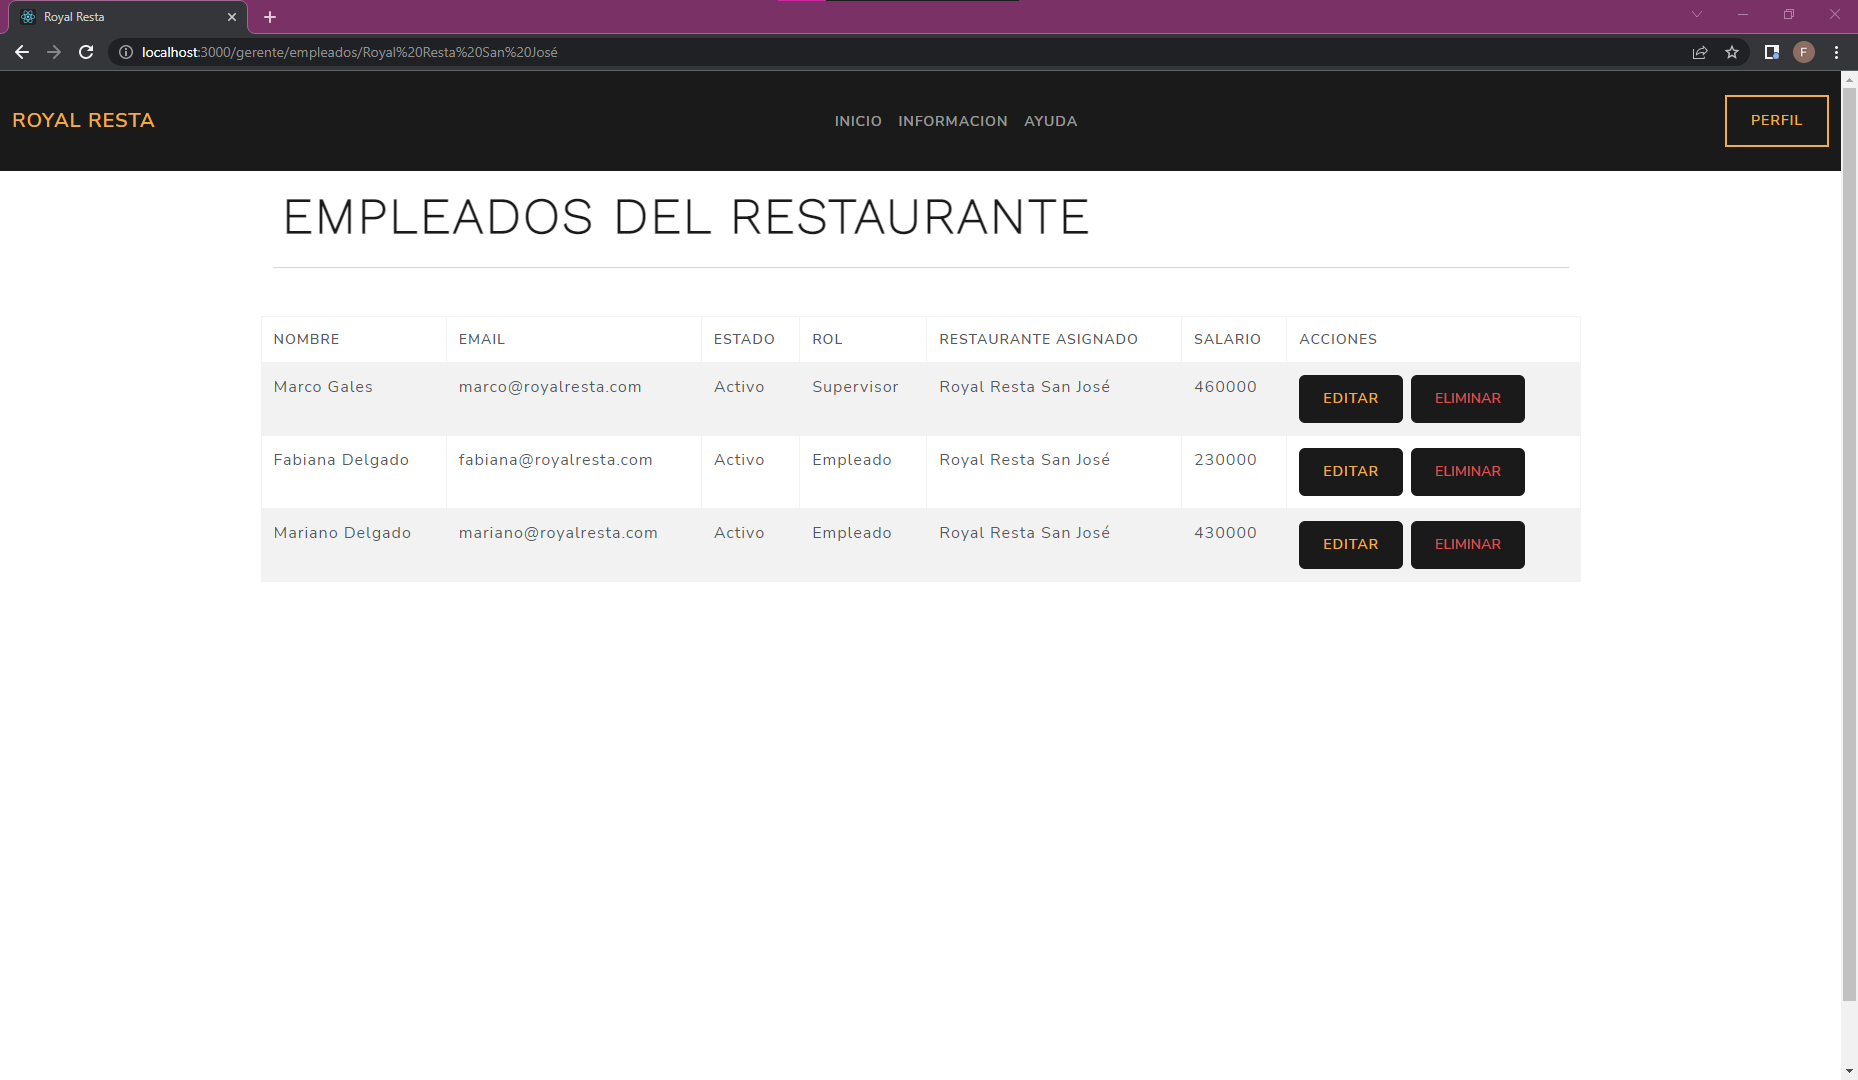 Royal Resta
localhost:3000/gerente/empleados/Royal%20Resta%20San%20José
F
ROYAL RESTA
INICIO INFORMACION AYUDA
PERFIL
EMPLEADOS DEL RESTAURANTE
NOMBRE EMAIL ESTADO ROL RESTAURANTE ASIGNADO SALARIO ACCIONES
Marco Gales marco@royalresta.com Activo Supervisor Royal Resta San José 460000 EDITAR ELIMINAR
Fabiana Delgado fabiana@royalresta.com Activo Empleado Royal Resta San José 230000 EDITAR ELIMINAR
Mariano Delgado mariano@royalresta.com Activo Empleado Royal Resta San José 430000 EDITAR ELIMINAR